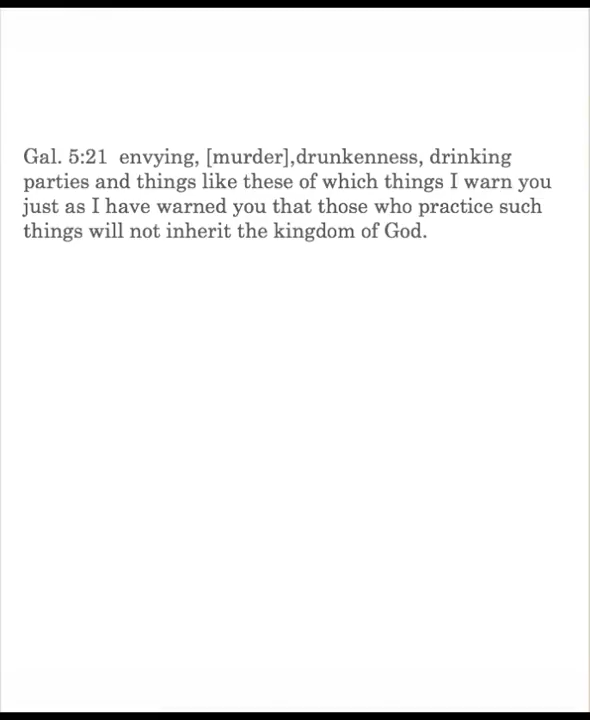 Gal. 5:21  envying, [murder],drunkenness, drinking
parties and things like these of which things I warn you
just as I have warned you that those who practice such
things will not inherit the kingdom of God.